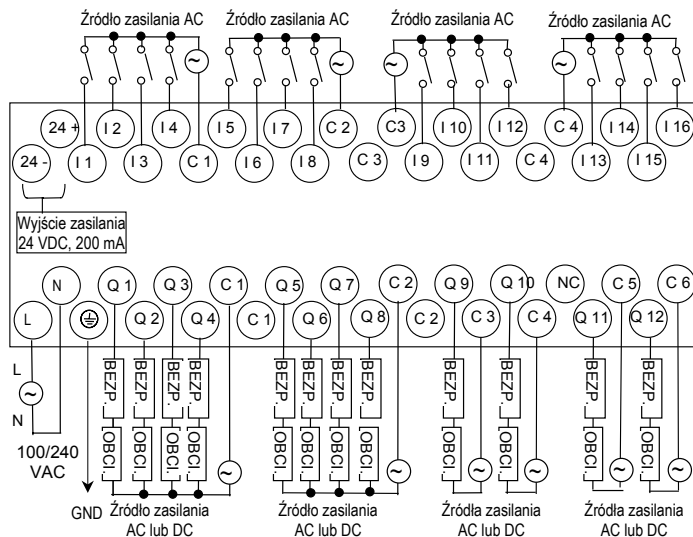 Źródło zasilania AC Źródło zasilania AC Źródło zasilania AC Źródło zasilania AC
24 + I 2 I 4 I 5 I 7 C 2 C3 I 10 I 12 C 4 I 14 I 16
24 - I 1 I 3 C 1 I 6 I 8 C 3 I 9 I 11 C 4 I 13 I 15
Wyjście zasilania
24 VDC, 200 mA
N Q 1 Q 3 C 1 Q 5 Q 7 C 2 Q 9 Q 10 NC C 5 C 6
L Q 2 Q 4 C 1 Q 6 Q 8 C 2 C 3 C 4 Q 11 Q 12
L
BEZP. BEZP. BEZP. BEZP. BEZP. BEZP. BEZP. BEZP. BEZP. BEZP. BEZP. BEZP.
N
OBCI. OBCI. OBCI. OBCI. OBCI. OBCI. OBCI. OBCI. OBCI. OBCI. OBCI. OBCI.
100/240
VAC
GND
Źródło zasilania
AC lub DC
Źródło zasilania
AC lub DC
Źródła zasilania
AC lub DC
Źródła zasilania
AC lub DC